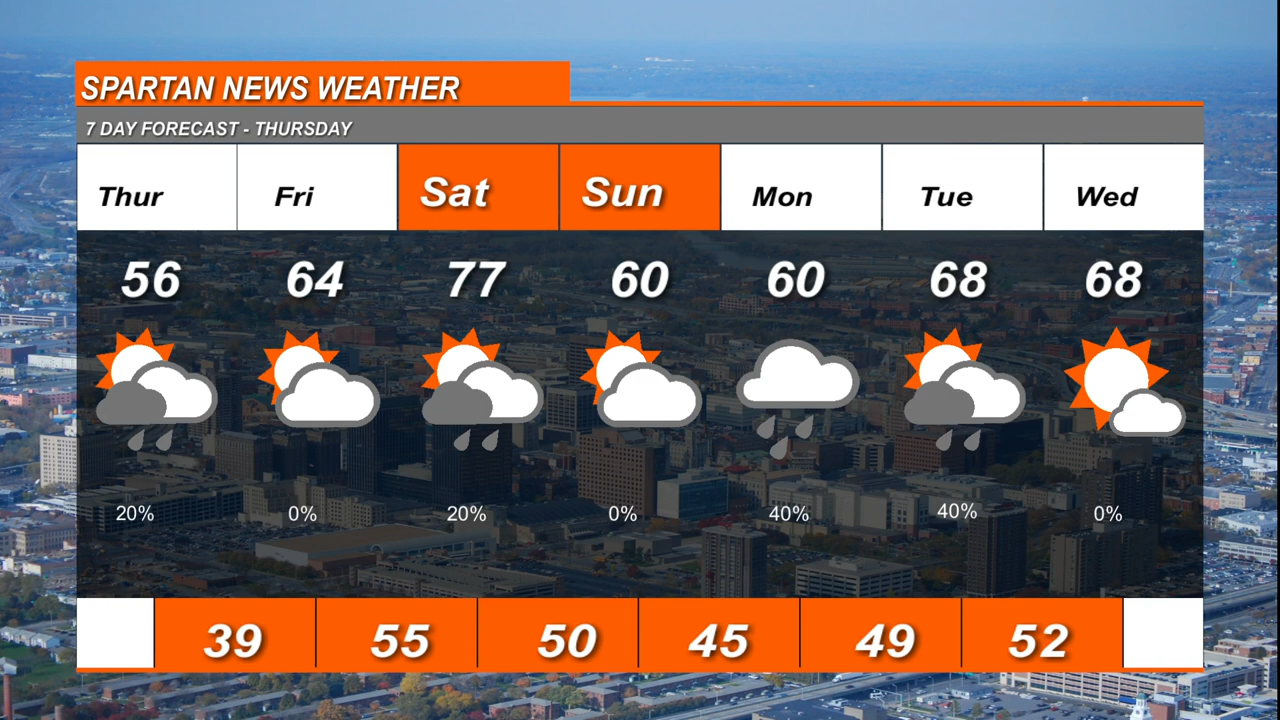 SPARTAN NEWS WEATHER
7 DAY FORECAST - THURSDAY
Thur Fri Sat Sun Mon Tue Wed
56 64 77 60 60 68 68
20% 0% 20% 0% 40% 40% 0%
39 55 50 45 49 52